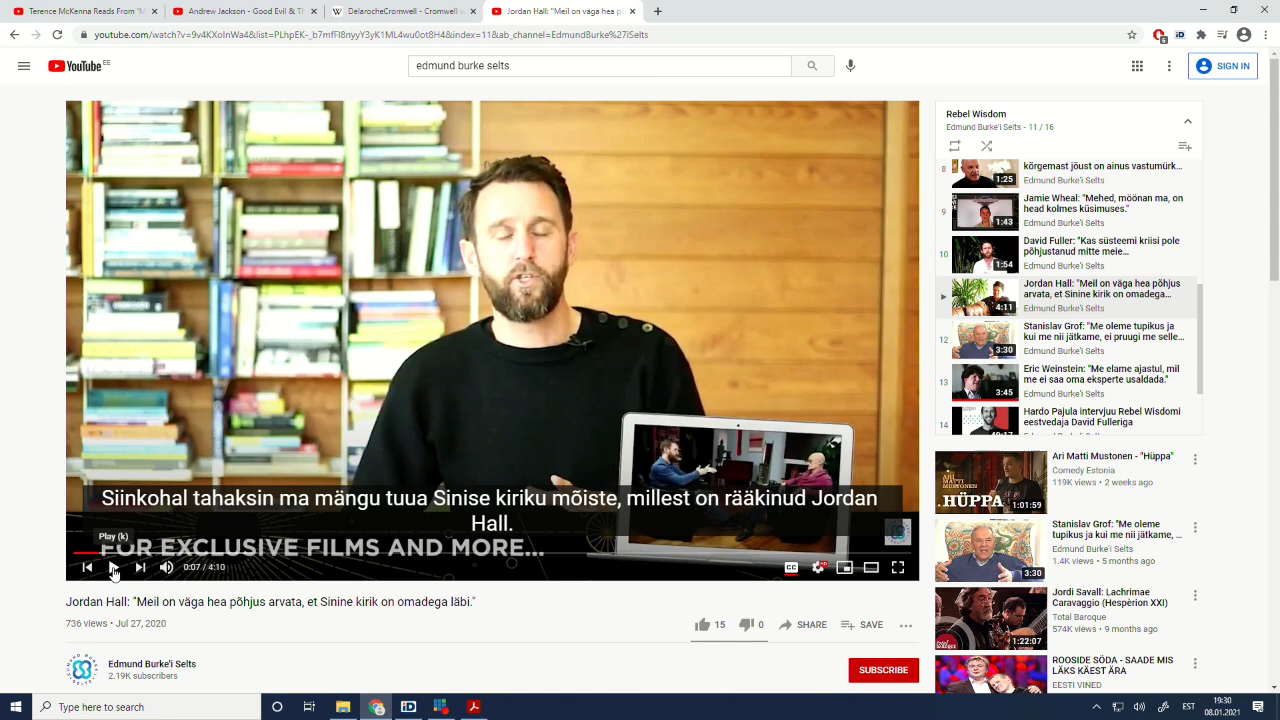 Terence McKenna - Reads from "R
Jordan Peterson - Good Evil & Th
DelarocheCromwell - Cromwell w
Jordan Hall: "Meil on väga hea p
youtube.com/watch?v=9v4KXoInWa4&list=PLhpEK-_b7mfFI8nyyY3yK1ML4wu0ot8H4&index=11&ab_channel=EdmundBurke%27iSelts
6
YouTube EE
edmund burke selts
SIGN IN
Siinkohal tahaksin ma mängu tuua Sinise kiriku mõiste, millest on rääkinud Jordan
Hall.
Play (k)
FOR EXCLUSIVE FILMS AND MORE...
0:07 / 4:10
CC
HD
Jordan Hall: "Meil on väga hea põhjus arvata, et Sinine kirik on omadega läbi."
736 views • Jul 27, 2020
15
0
SHARE
SAVE
Edmund Burke'i Selts
2.19K subscribers
SUBSCRIBE
Rebel Wisdom
Edmund Burke'i Selts - 11 / 16
8
1:25
kõrgemast jõust on ainus vastumürk...
Edmund Burke'i Selts
9
1:43
Jamie Wheal: "Mehed, möönan ma, on
head kolmes küsimuses."
Edmund Burke'i Selts
10
1:54
David Fuller: "Kas süsteemi kriisi pole
põhjustanud mitte meie...
Edmund Burke'i Selts
4:11
Jordan Hall: "Meil on väga hea põhjus
arvata, et Sinine kirik on omadega...
Edmund Burke'i Selts
12
3:30
Stanislav Grof: "Me oleme tupikus ja
kui me nii jätkame, ei pruugi me selle...
Edmund Burke'i Selts
13
3:45
Eric Weinstein: "Me elame ajastul, mil
me ei saa oma eksperte usaldada."
Edmund Burke'i Selts
14
Hardo Pajula intervjuu Rebel Wisdomi
eestvedaja David Fulleriga
ARI
MATTI
MUSTONEN
HÜPPA
1:01:59
Ari Matti Mustonen - "Hüppa"
Comedy Estonia
119K views • 2 weeks ago
3:30
Stanislav Grof: "Me oleme
tupikus ja kui me nii jätkame, ...
Edmund Burke'i Selts
1.4K views • 5 months ago
1:22:07
Jordi Savall: Lachrimae
Caravaggio (Hespèrion XXI)
Total Baroque
574K views • 9 months ago
ROOSIDE SÕDA - SAADE MIS
LÄKS KÄEST ÄRA
EESTI VINED
Type here to search
iD
EST
19:30
08.01.2021